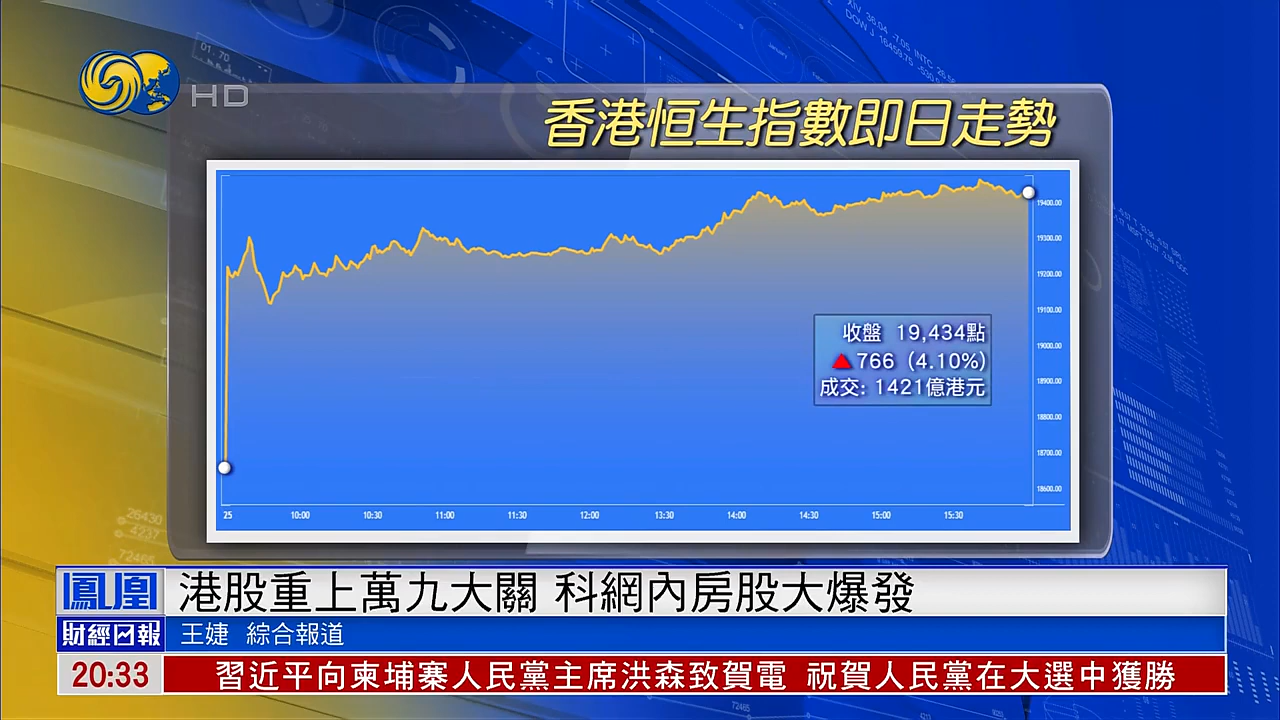 HD
香港恒生指數即日走勢
19400.00
19300.00
19200.00
19100.00
19000.00
18900.00
18800.00
18700.00
18600.00
收盤 19,434點
▲766 (4.10%)
成交: 1421億港元
25 10:00 10:30 11:00 11:30 12:00 13:30 14:00 14:30 15:00 15:30
鳳凰 港股重上萬九大關 科網內房股大爆發
財經日報 王婕 綜合報道
20:33 習近平向柬埔寨人民黨主席洪森致賀電 祝賀人民黨在大選中獲勝
26430
4237
72465